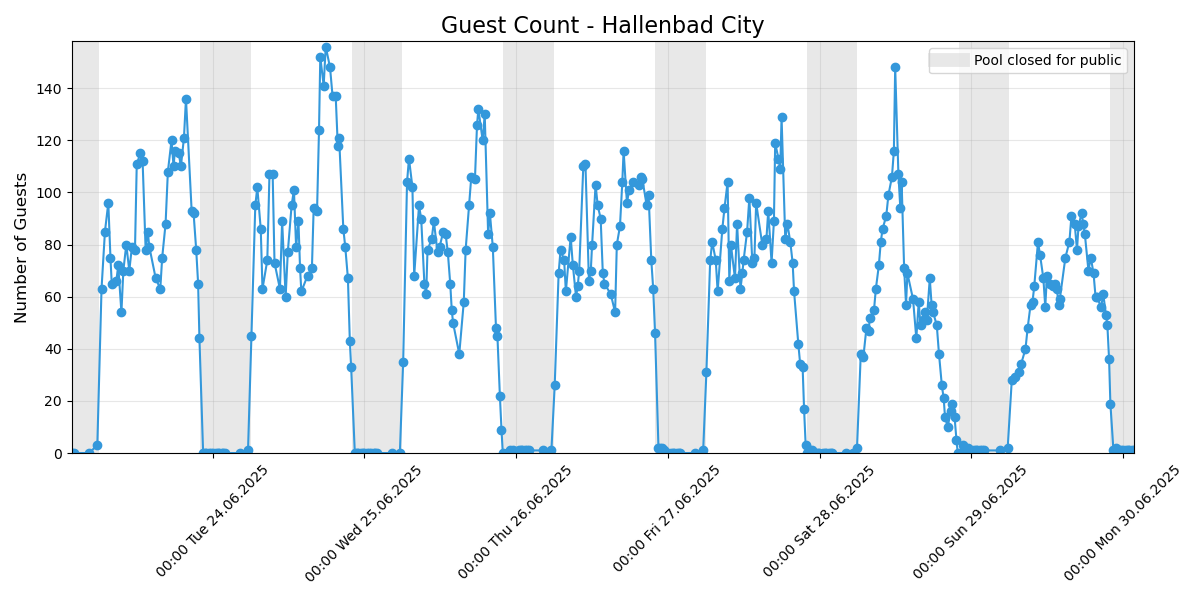 Guest Count - Hallenbad City
Pool closed for public
Number of Guests
140
120
100
80
60
40
20
0
00:00 Tue 24.06.2025
00:00 Wed 25.06.2025
00:00 Thu 26.06.2025
00:00 Fri 27.06.2025
00:00 Sat 28.06.2025
00:00 Sun 29.06.2025
00:00 Mon 30.06.2025